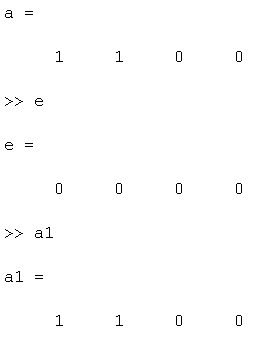 a =
1 1 0 0
>> e
e =
0 0 0 0
>> a1
a1 =
1 1 0 0